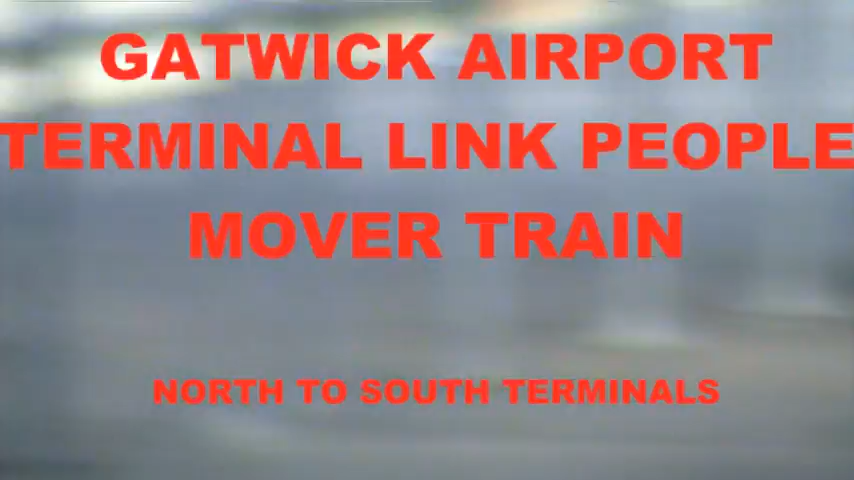 GATWICK AIRPORT
TERMINAL LINK PEOPLE
MOVER TRAIN
NORTH TO SOUTH TERMINALS